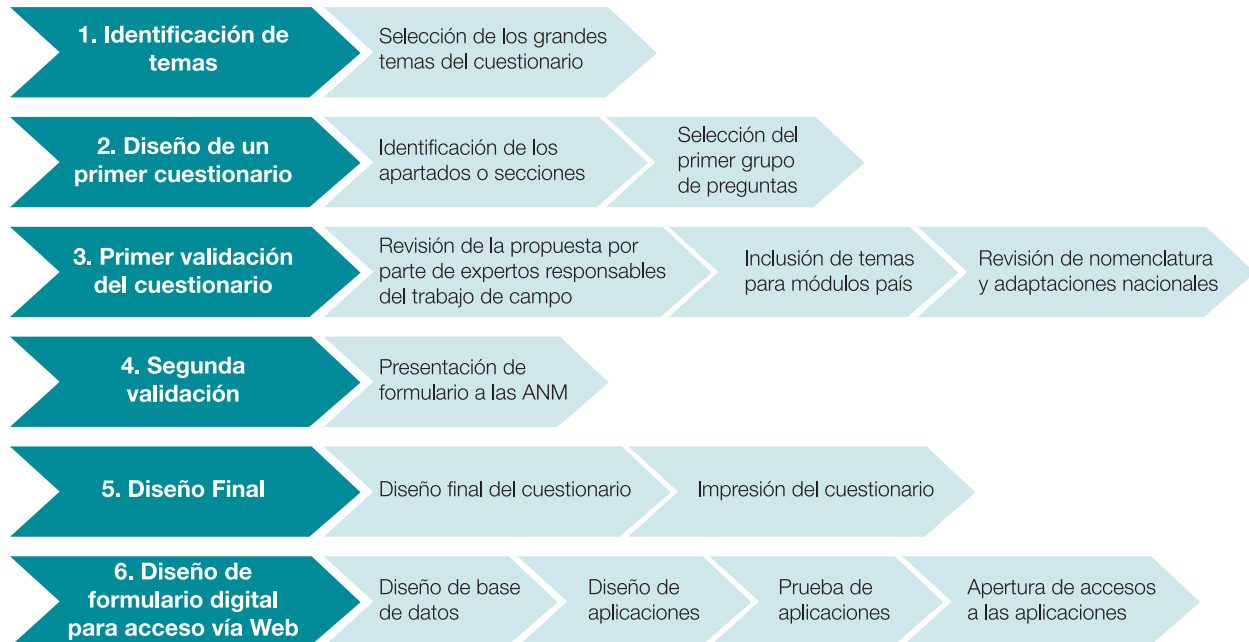 1. Identificación de
temas
Selección de los grandes
temas del cuestionario
2. Diseño de un
primer cuestionario
Identificación de los
apartados o secciones
Selección del
primer grupo
de preguntas
3. Primer validación
del cuestionario
Revisión de la propuesta por
parte de expertos responsables
del trabajo de campo
Inclusión de temas
para módulos país
Revisión de nomenclatura
y adaptaciones nacionales
4. Segunda
validación
Presentación de
formulario a las ANM
5. Diseño Final
Diseño final del cuestionario
Impresión del cuestionario
6. Diseño de
formulario digital
para acceso vía Web
Diseño de base
de datos
Diseño de
aplicaciones
Prueba de
aplicaciones
Apertura de accesos
a las aplicaciones